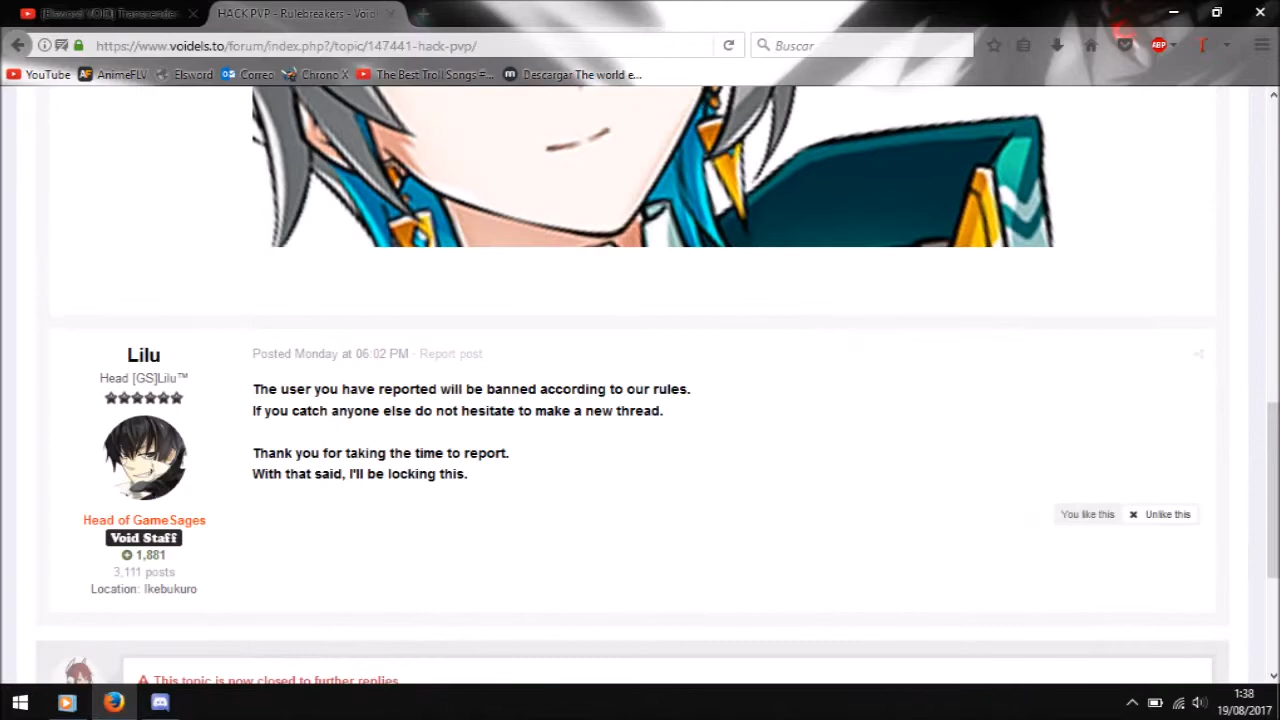 [Elsword VOID] Transcende
HACK PVP - Rulebreakers - Void
https://www.voidels.to/forum/index.php?/topic/147441-hack-pvp/
Buscar
ABP
YouTube AnimeFLV Elsword Correo Chrono X The Best Troll Songs #... Descargar The world e...
Lilu
Head [GS]Lilu™
Posted Monday at 06:02 PM · Report post
The user you have reported will be banned according to our rules.
If you catch anyone else do not hesitate to make a new thread.
Thank you for taking the time to report.
With that said, I'll be locking this.
You like this ✖ Unlike this
Head of GameSages
Void Staff
1,881
3,111 posts
Location: Ikebukuro
This topic is now closed to further replies
1:38
19/08/2017